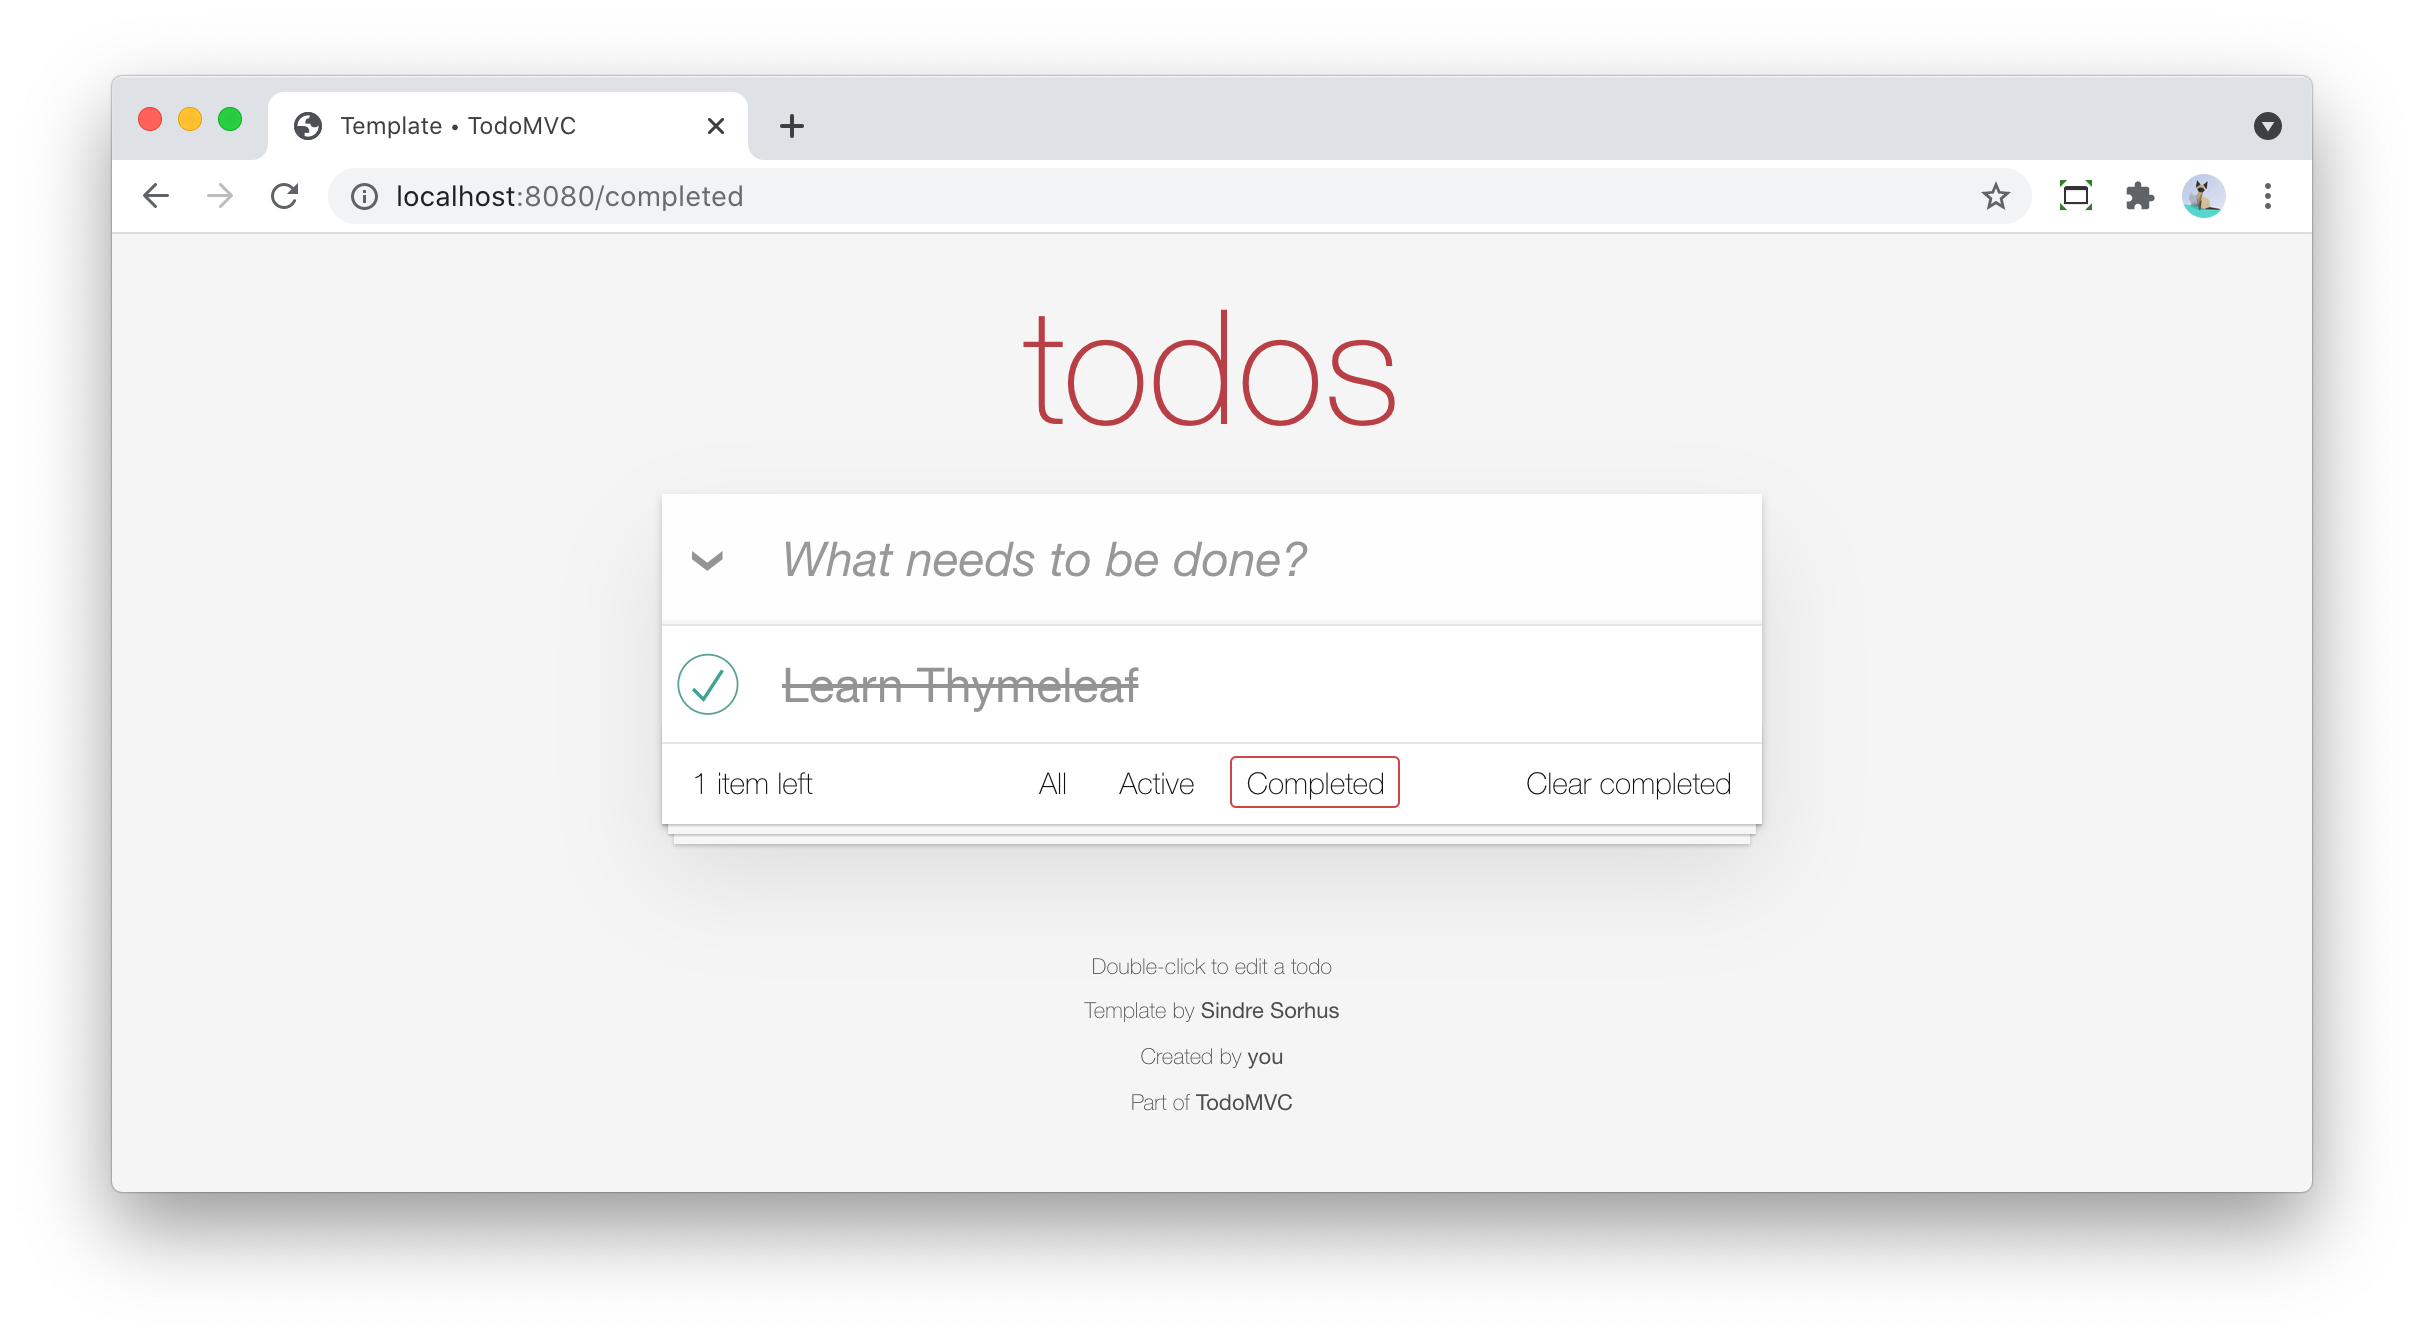 Template • TodoMVC
localhost:8080/completed
todos
What needs to be done?
Learn Thymeleaf
1 item left All Active Completed Clear completed
Double-click to edit a todo
Template by Sindre Sorhus
Created by you
Part of TodoMVC